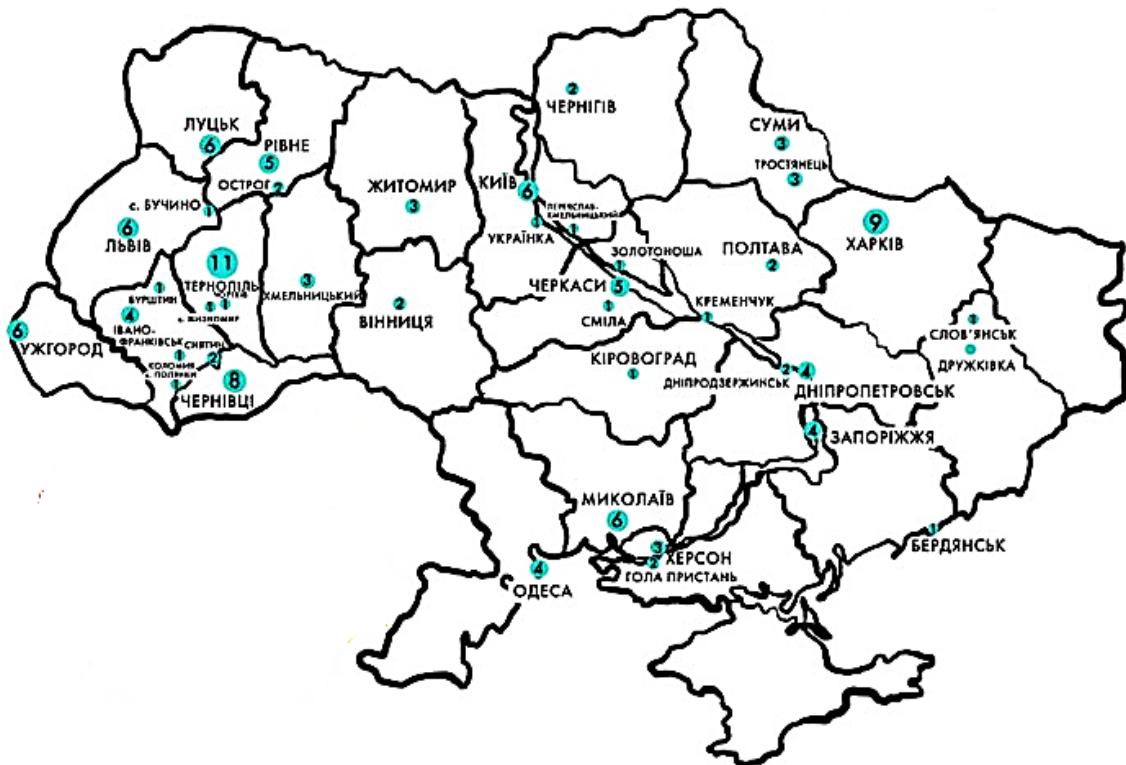 2
ЧЕРНІГІВ
ЛУЦЬК
6
РІВНЕ
5
ОСТРОГ 2
СУМИ
3
ТРОСТЯНЕЦЬ
3
ЖИТОМИР
3
КИЇВ
6
ПЕРЕЯСЛАВ-
ХМЕЛЬНИЦЬКИЙ
1
УКРАЇНКА
1
с. БУЧИНО
1
6
ЛЬВІВ
9
ХАРКІВ
ПОЛТАВА
2
ЗОЛОТОНОША
1
ЧЕРКАСИ
5
1
СМІЛА
КРЕМЕНЧУК
1
11
ТЕРНОПІЛЬ
1
1
3
ХМЕЛЬНИЦЬКИЙ
2
ВІННИЦЯ
1
БУРШТИН
4
ІВАНО-
ФРАНКІВСЬК
СНЯТИН
2
1
КОЛОМИЯ
1
6
УЖГОРОД
8
ЧЕРНІВЦІ
1
СЛОВ'ЯНСЬК
ДРУЖКІВКА
КІРОВОГРАД
1
2
ДНІПРОДЗЕРЖИНСЬК
4
ДНІПРОПЕТРОВСЬК
4
ЗАПОРІЖЖЯ
МИКОЛАЇВ
6
3
ХЕРСОН
2
ГОЛА ПРИСТАНЬ
1
БЕРДЯНСЬК
4
ОДЕСА